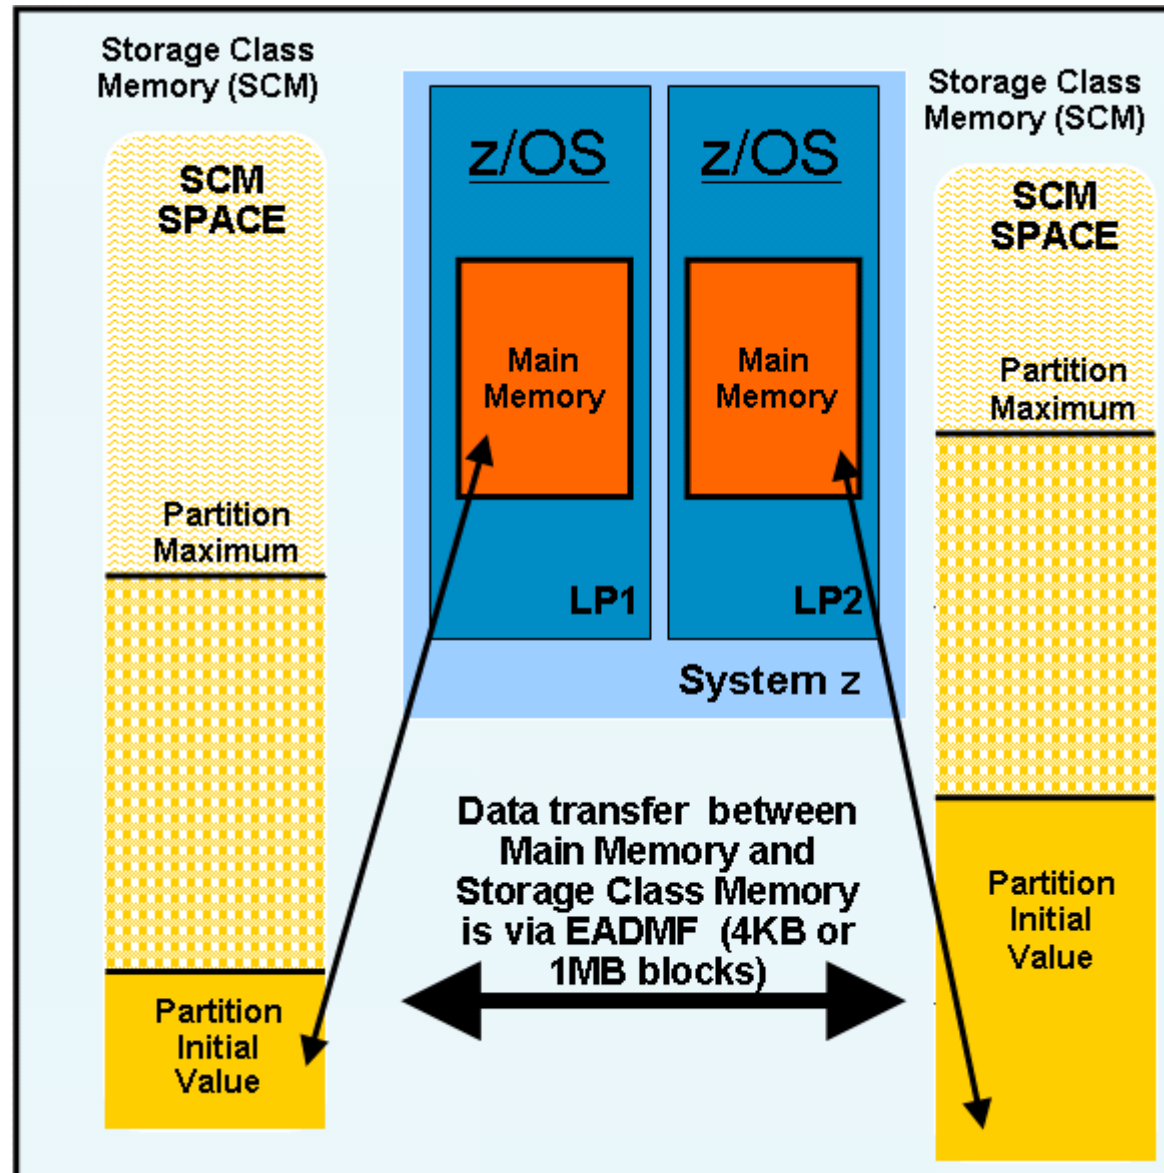 Storage Class
Memory (SCM)
SCM
SPACE
Partition
Maximum
Partition
Initial
Value
z/OS
Main
Memory
LP1
z/OS
Main
Memory
LP2
System z
Data transfer between
Main Memory and
Storage Class Memory
is via EADMF (4KB or
1MB blocks)
Storage Class
Memory (SCM)
SCM
SPACE
Partition
Maximum
Partition
Initial
Value